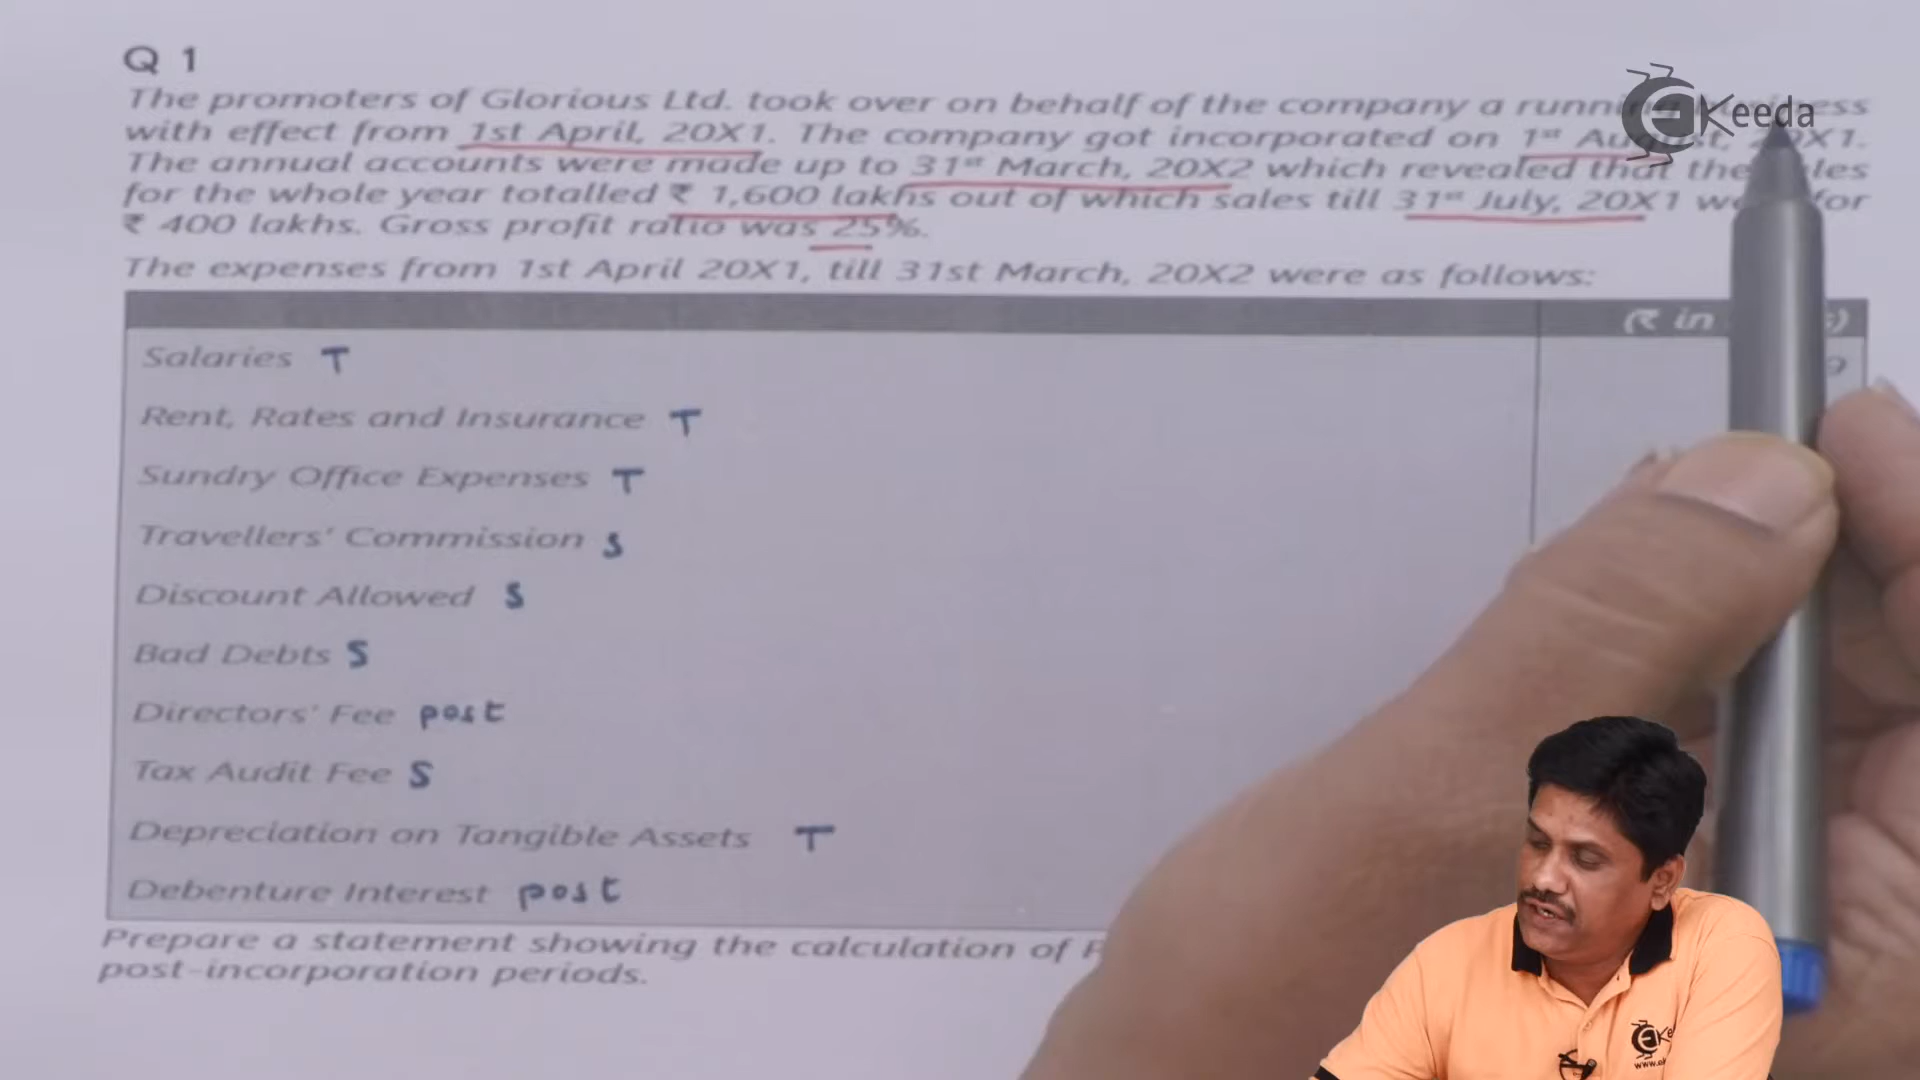 Q 1
The promoters of Glorious Ltd. took over on behalf of the company a
with effect from 1st April, 20X1. The company got incorporated on 1st 20X1.
The annual accounts were made up to 31st March, 20X2 which revealed that the
for the whole year totalled ₹ 1,600 lakhs out of which sales till 31st July, 20X1 for
₹ 400 lakhs. Gross profit ratio was 25%.
The expenses from 1st April 20X1, till 31st March, 20X2 were as follows:
(₹ in
Salaries T
Rent, Rates and Insurance T
Sundry Office Expenses T
Travellers' Commission S
Discount Allowed S
Bad Debts S
Directors' Fee post
Tax Audit Fee S
Depreciation on Tangible Assets T
Debenture Interest post
Prepare a statement showing the calculation of
post-incorporation periods.
eKeeda